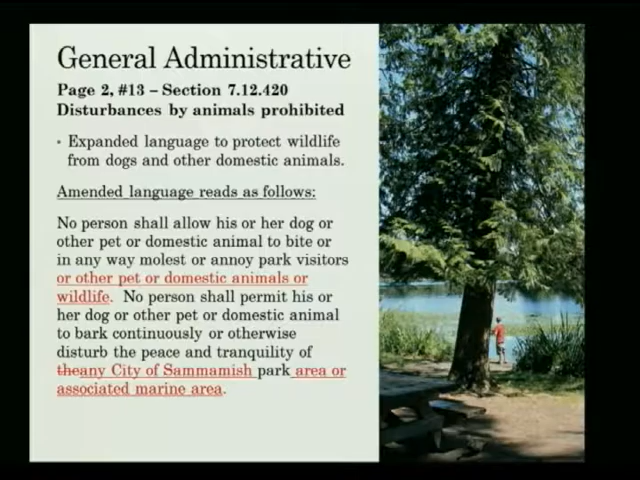 General Administrative
Page 2, #13 – Section 7.12.420
Disturbances by animals prohibited
• Expanded language to protect wildlife
from dogs and other domestic animals.
Amended language reads as follows:
No person shall allow his or her dog or
other pet or domestic animal to bite or
in any way molest or annoy park visitors
or other pet or domestic animals or
wildlife. No person shall permit his or
her dog or other pet or domestic animal
to bark continuously or otherwise
disturb the peace and tranquility of
theany City of Sammamish park area or
associated marine area.